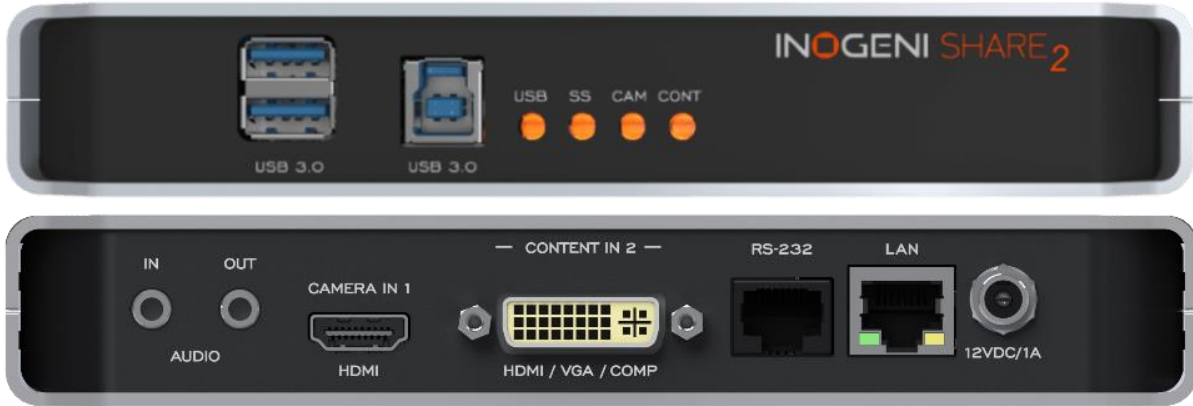 INOGENI SHARE2
USB SS CAM CONT
USB 3.0 USB 3.0
— CONTENT IN 2 — RS-232 LAN
IN OUT
CAMERA IN 1
AUDIO HDMI HDMI / VGA / COMP 12VDC/1A